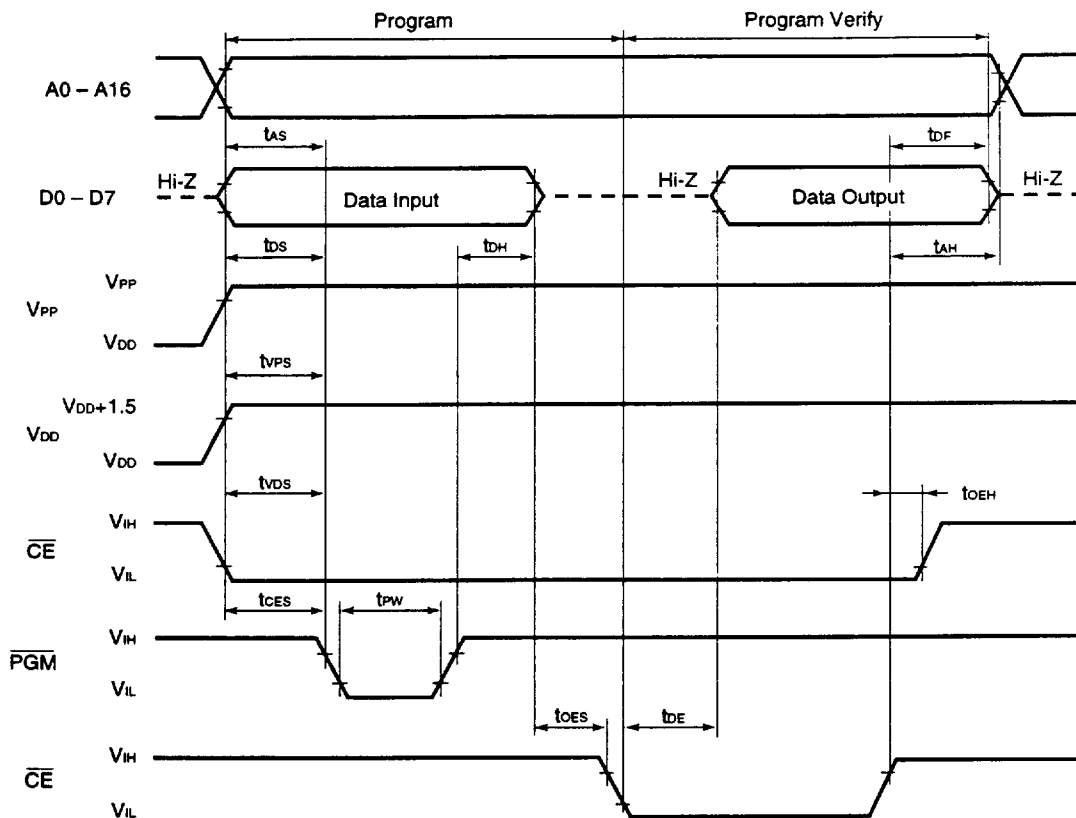 Program
Program Verify
A0 – A16
tAS
tDF
D0 – D7
Hi-Z
Data Input
Hi-Z
Data Output
Hi-Z
tDS
tDH
tAH
VPP
VPP
VDD
tVPS
VDD+1.5
VDD
VDD
tVDS
tOEH
VIH
CE
VIL
tCES
tPW
VIH
PGM
VIL
tOES
tDE
VIH
CE
VIL